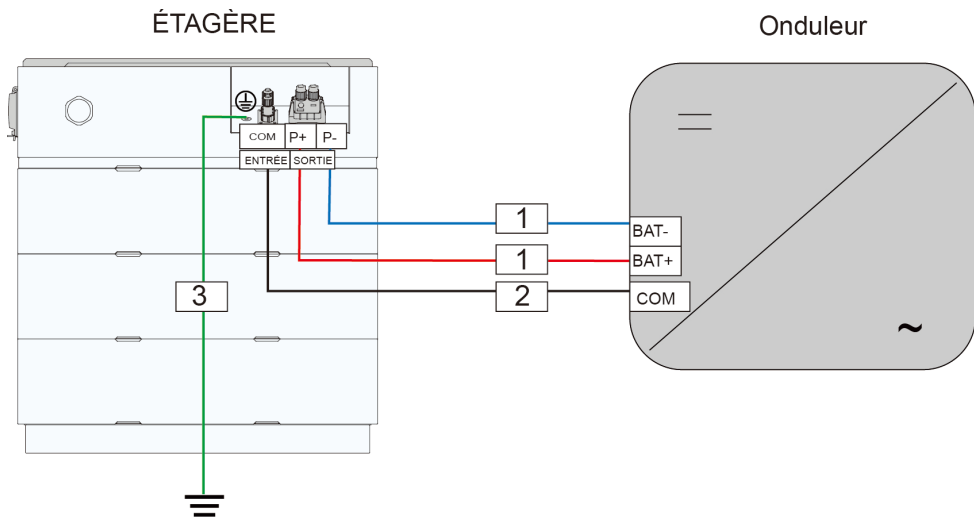 ÉTAGÈRE
Onduleur
COM P+ P-
ENTRÉE SORTIE
1
BAT-
1
BAT+
2
COM
3
~